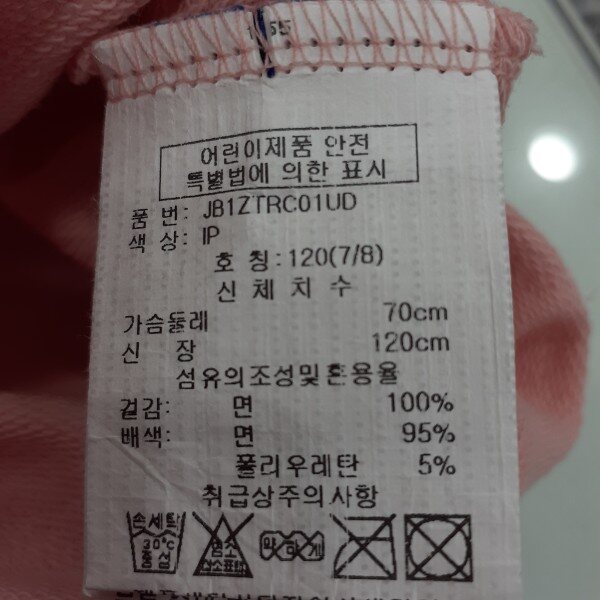 어린이제품 안전
특별법에 의한 표시
품 번: JB1ZTRC01UD
색 상: IP
호 칭:120(7/8)
신 체 치 수
가슴둘레 70cm
신 장 120cm
섬유의조성및혼용율
겉감: 면 100%
배색: 면 95%
폴리우레탄 5%
취급상주의사항
손세탁
30℃
중성
염소
산소표백
약하게